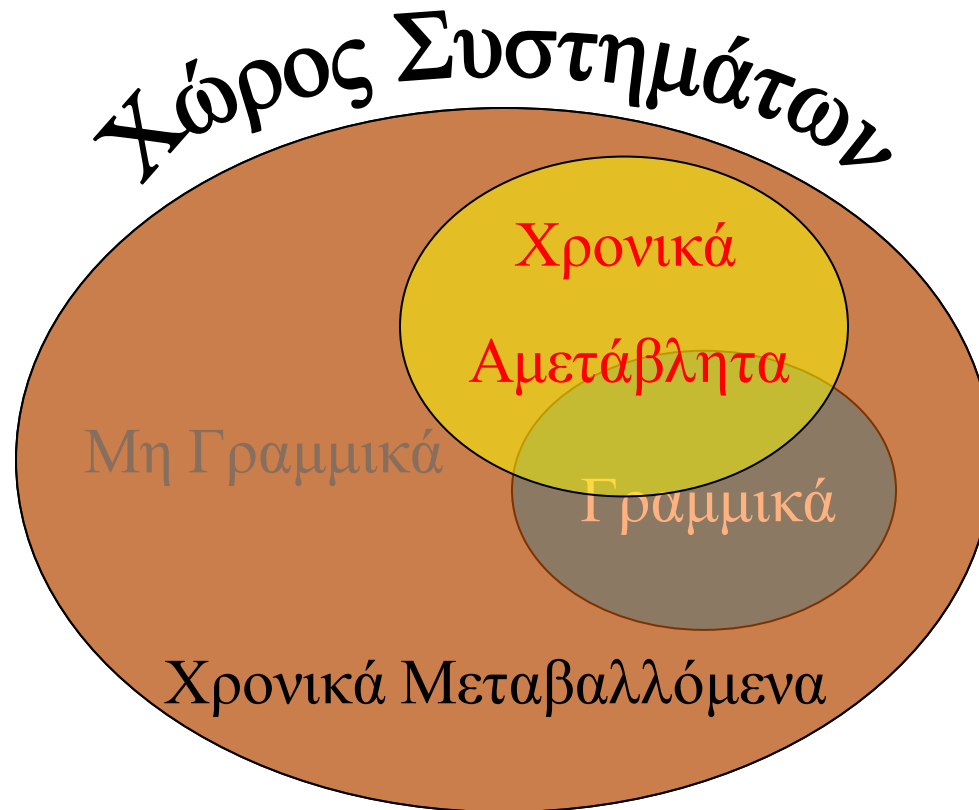 Χώρος Συστημάτων
Χρονικά
Αμετάβλητα
Μη Γραμμικά
Γραμμικά
Χρονικά Μεταβαλλόμενα